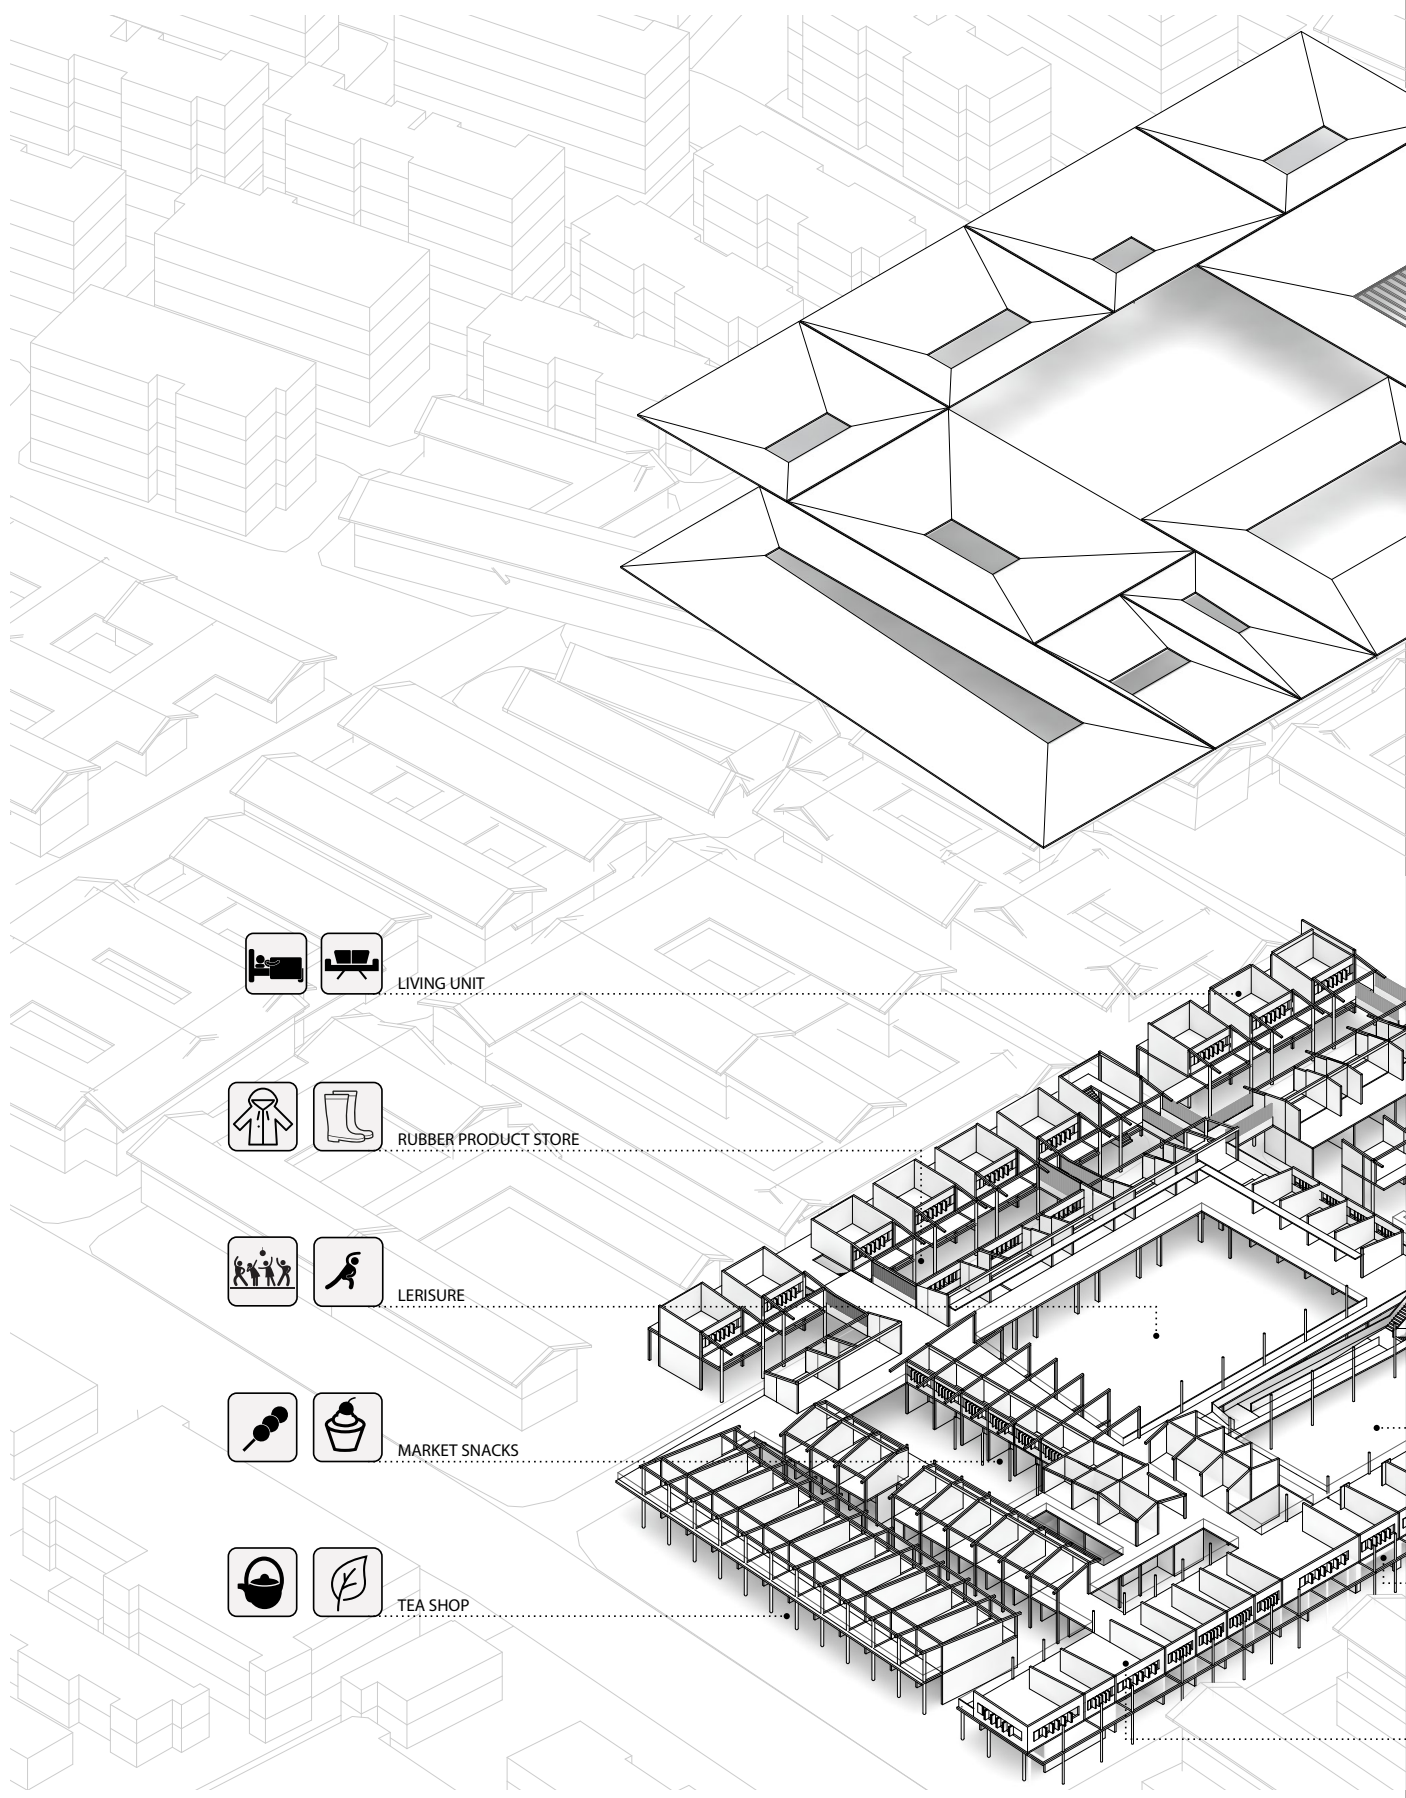 LIVING UNIT
RUBBER PRODUCT STORE
LERISURE
MARKET SNACKS
TEA SHOP